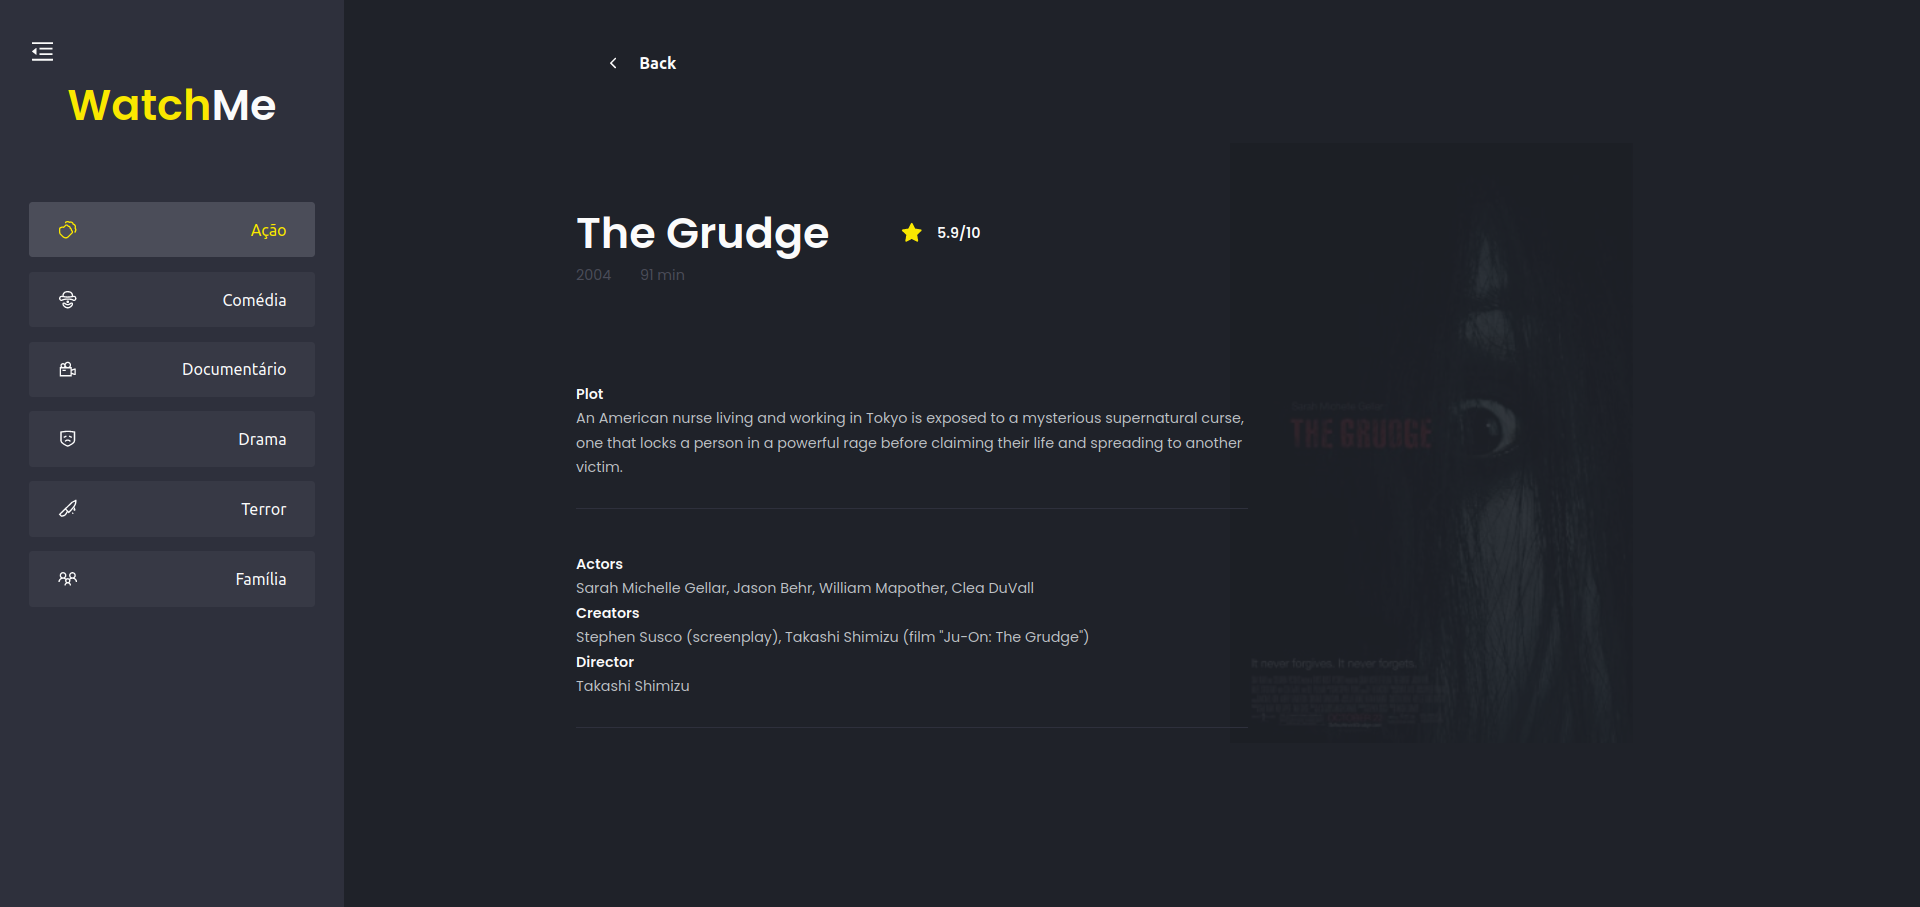 WatchMe
Ação
Comédia
Documentário
Drama
Terror
Família
Back
The Grudge
5.9/10
2004 91 min
Plot
An American nurse living and working in Tokyo is exposed to a mysterious supernatural curse,
one that locks a person in a powerful rage before claiming their life and spreading to another
victim.
Actors
Sarah Michelle Gellar, Jason Behr, William Mapother, Clea DuVall
Creators
Stephen Susco (screenplay), Takashi Shimizu (film "Ju-On: The Grudge")
Director
Takashi Shimizu
THE GRUDGE
It never forgives. It never forgets.